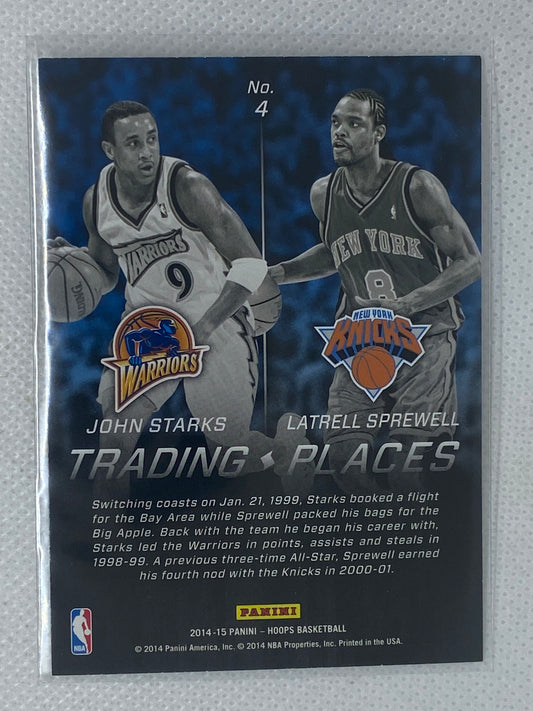 No.
4
SPALDING
WARRIORS
9
NEW YORK
8
WARRIORS
NEW YORK
KNICKS
JOHN STARKS
LATRELL SPREWELL
TRADING PLACES
Switching coasts on Jan. 21, 1999, Starks booked a flight
for the Bay Area while Sprewell packed his bags for the
Big Apple. Back with the team he began his career with,
Starks led the Warriors in points, assists and steals in
1998-99. A previous three-time All-Star, Sprewell earned
his fourth nod with the Knicks in 2000-01.
PANINI
NBA
2014-15 PANINI – HOOPS BASKETBALL
© 2014 Panini America, Inc. © 2014 NBA Properties, Inc. Printed in the USA.